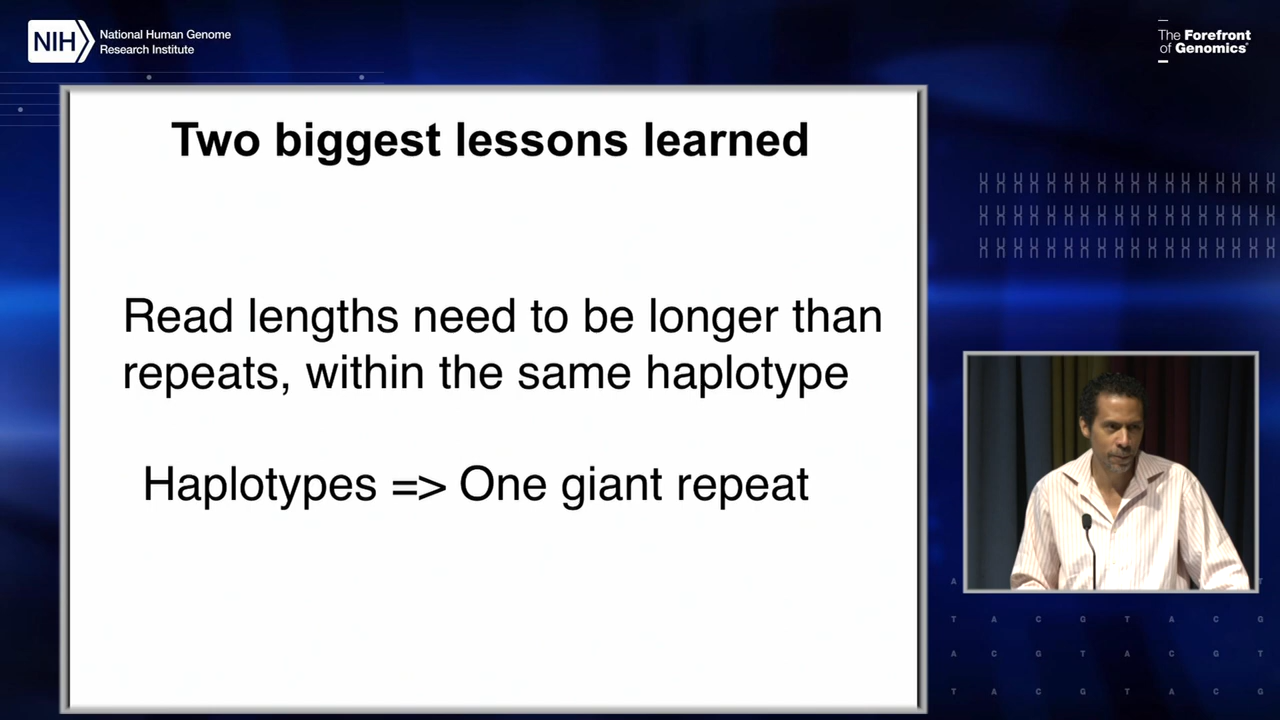 NIH
National Human Genome
Research Institute
The Forefront
of Genomics®
Two biggest lessons learned
Read lengths need to be longer than
repeats, within the same haplotype
Haplotypes => One giant repeat
A T
T A C G T A C G
A C G T A C G T
T A C G T A C G